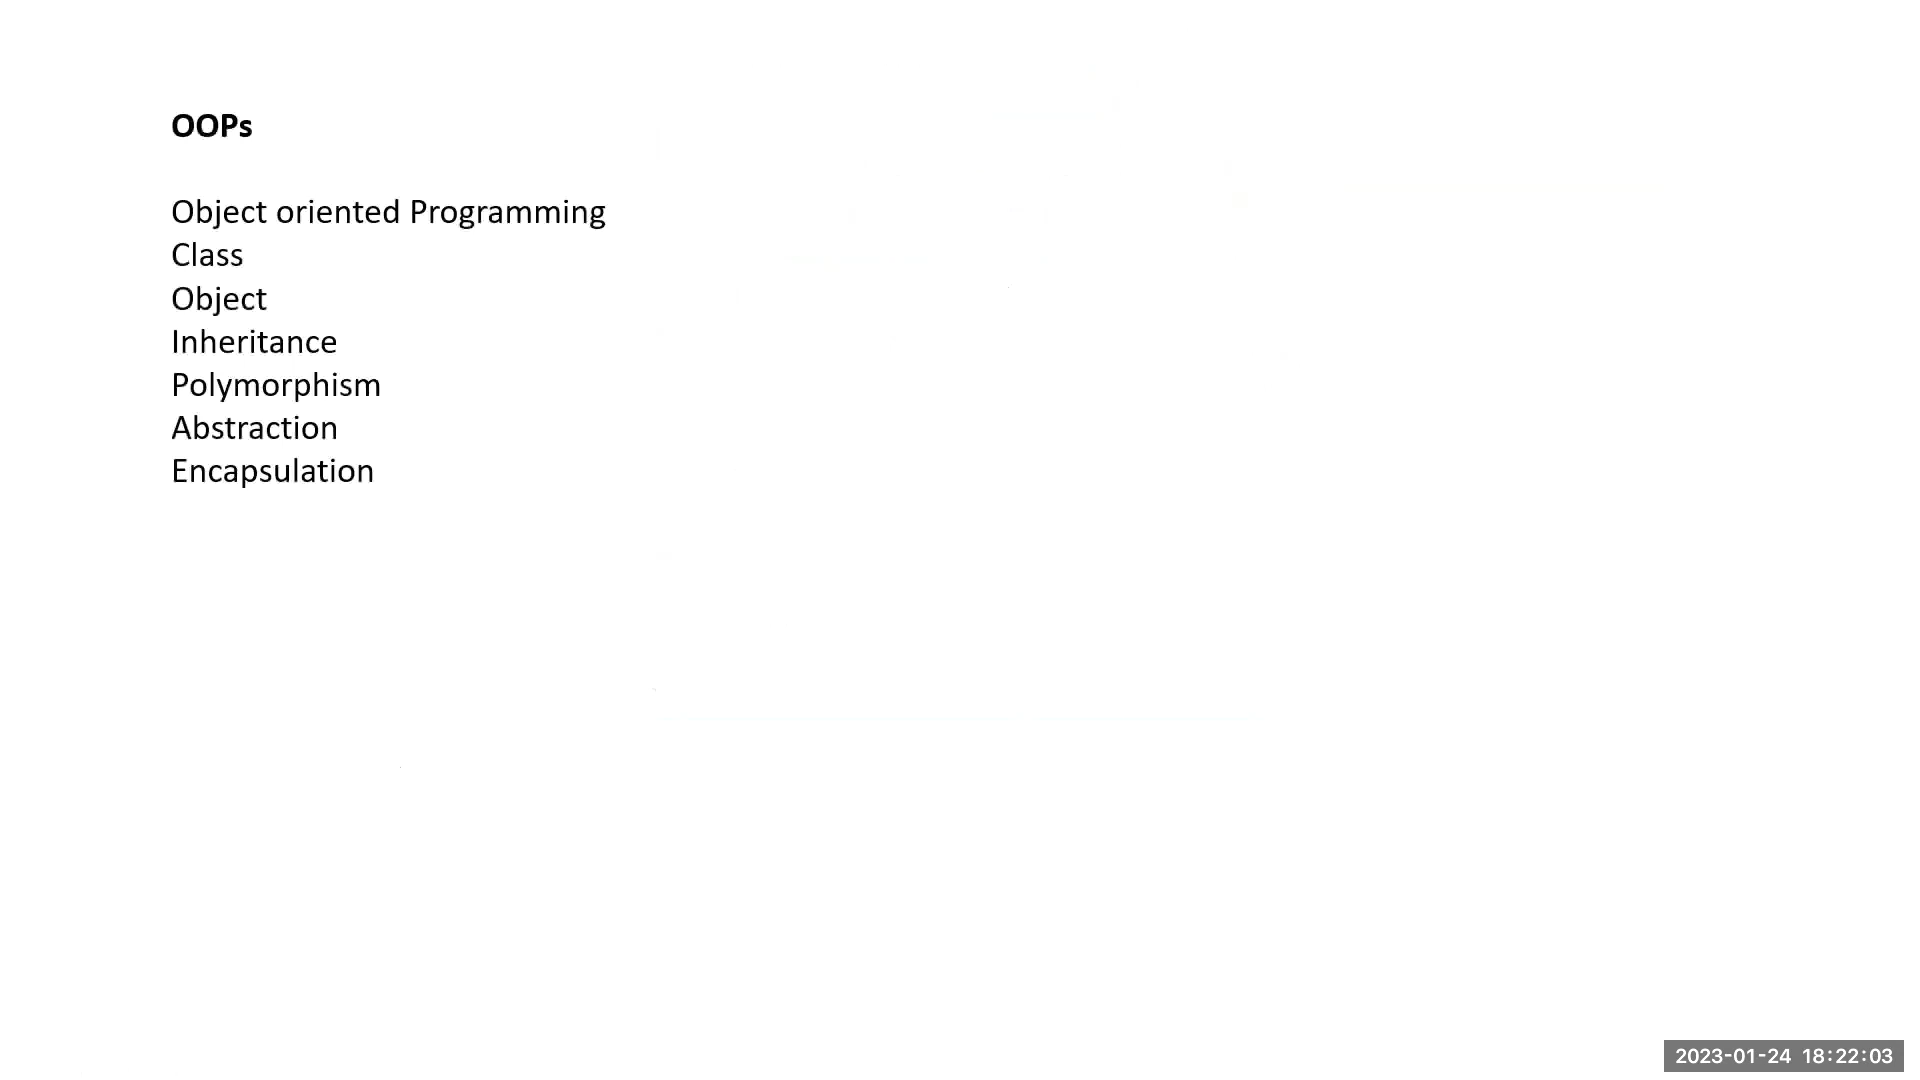 OOPs
Object oriented Programming
Class
Object
Inheritance
Polymorphism
Abstraction
Encapsulation
2023-01-24 18:22:03